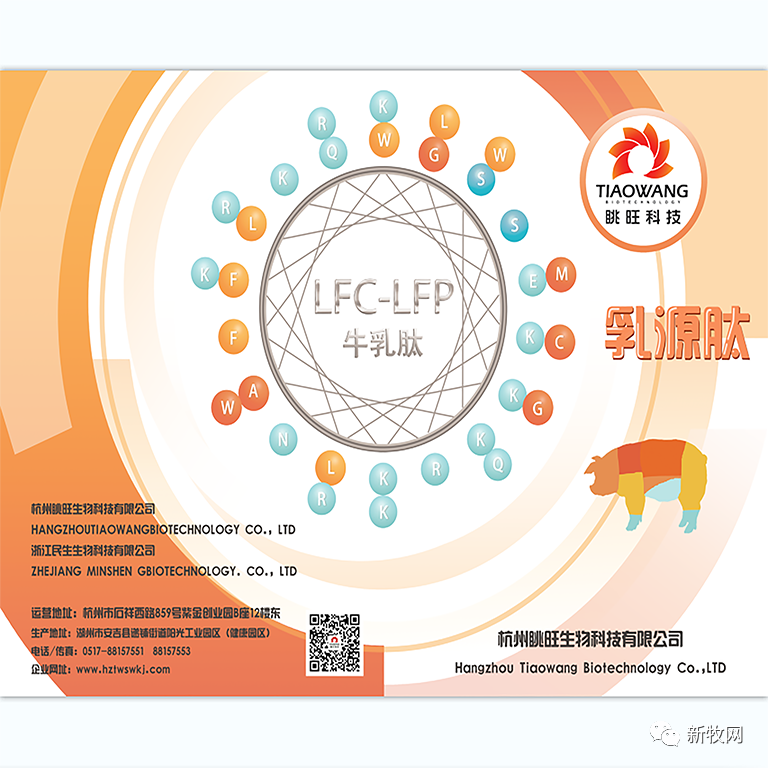 K
R
L
Q
W
G
W
K
S
R
L
S
K
F
E
M
F
K
C
W
A
K
G
N
K
Q
L
R
R
K
K
LFC-LFP
牛乳肽
TIAOWANG
BIOTECHNOLOGY
眺旺科技
乳源肽
杭州眺旺生物科技有限公司
HANGZHOUTIAOWANGBIOTECHNOLOGY CO., LTD
浙江民生生物科技有限公司
ZHEJIANG MINSHEN GBIOTECHNOLOGY. CO., LTD
运营地址: 杭州市石祥西路859号紫金创业园B座12楼东
生产地址: 湖州市安吉县递铺街道阳光工业园区(健康园区)
电话/传真: 0517-88157551 88157553
企业网址: www.hztwswkj.com
杭州眺旺生物科技有限公司
Hangzhou Tiaowang Biotechnology Co.,LTD
新牧网